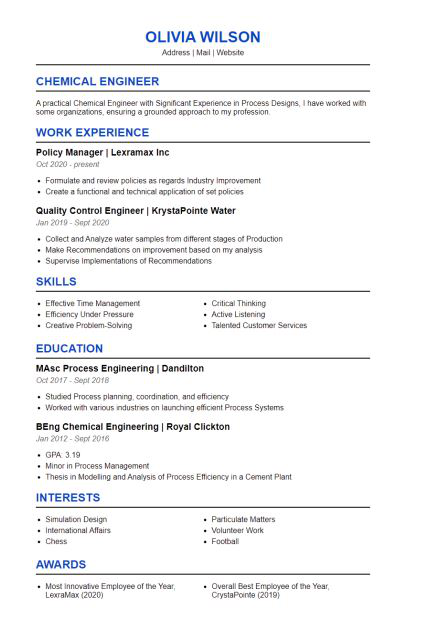 OLIVIA WILSON
Address | Mail | Website
CHEMICAL ENGINEER
A practical Chemical Engineer with Significant Experience in Process Designs, I have worked with
some organizations, ensuring a grounded approach to my profession.
WORK EXPERIENCE
Policy Manager | Lexramax Inc
Oct 2020 - present
• Formulate and review policies as regards Industry Improvement
• Create a functional and technical application of set policies
Quality Control Engineer | KrystaPointe Water
Jan 2019 - Sept 2020
• Collect and Analyze water samples from different stages of Production
• Make Recommendations on improvement based on my analysis
• Supervise Implementations of Recommendations
SKILLS
• Effective Time Management
• Efficiency Under Pressure
• Creative Problem-Solving
• Critical Thinking
• Active Listening
• Talented Customer Services
EDUCATION
MAsc Process Engineering | Dandilton
Oct 2017 - Sept 2018
• Studied Process planning, coordination, and efficiency
• Worked with various industries on launching efficient Process Systems
BEng Chemical Engineering | Royal Clickton
Jan 2012 - Sept 2016
• GPA: 3.19
• Minor in Process Management
• Thesis in Modelling and Analysis of Process Efficiency in a Cement Plant
INTERESTS
• Simulation Design
• International Affairs
• Chess
• Particulate Matters
• Volunteer Work
• Football
AWARDS
• Most Innovative Employee of the Year,
LexraMax (2020)
• Overall Best Employee of the Year,
CrystaPointe (2019)